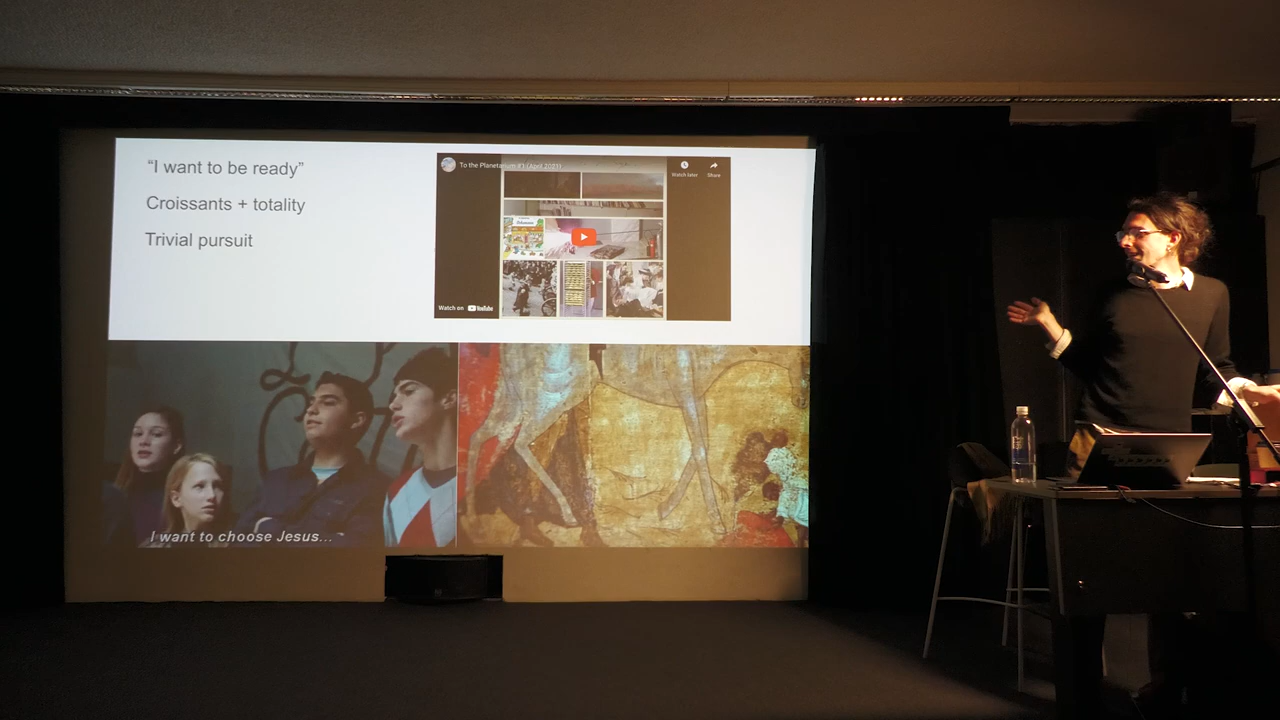 “I want to be ready”
Croissants + totality
Trivial pursuit
To the Planetarium #1 (April 2021)
Watch later
Share
Watch on YouTube
I want to choose Jesus...